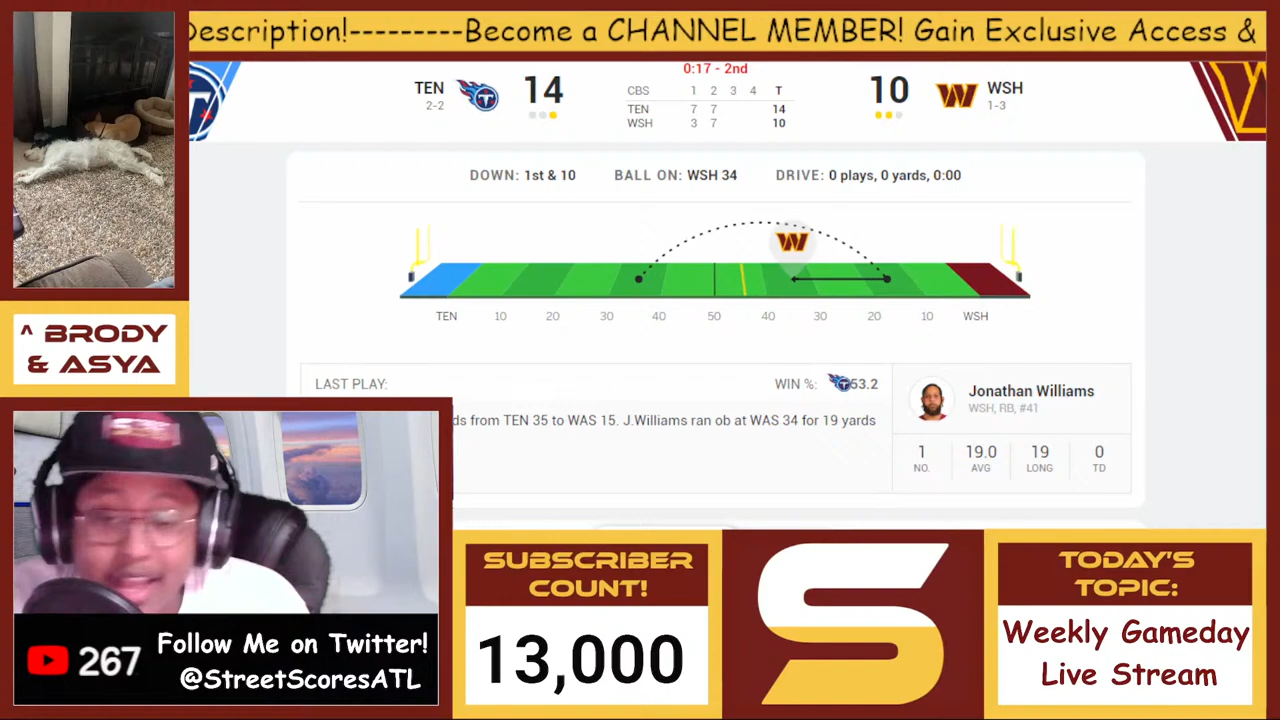 Description!---------Become a CHANNEL MEMBER! Gain Exclusive Access &
0:17 - 2nd
TEN
2-2
14
CBS 1 2 3 4 T
TEN 7 7 14
WSH 3 7 10
10
WSH
1-3
DOWN: 1st & 10 BALL ON: WSH 34 DRIVE: 0 plays, 0 yards, 0:00
TEN 10 20 30 40 50 40 30 20 10 WSH
LAST PLAY: WIN %: 53.2
ds from TEN 35 to WAS 15. J.Williams ran ob at WAS 34 for 19 yards
Jonathan Williams
WSH, RB, #41
1 19.0 19 0
NO. AVG LONG TD
^ BRODY
& ASYA
267
Follow Me on Twitter!
@StreetScoresATL
SUBSCRIBER
COUNT!
13,000
S
TODAY'S
TOPIC:
Weekly Gameday
Live Stream